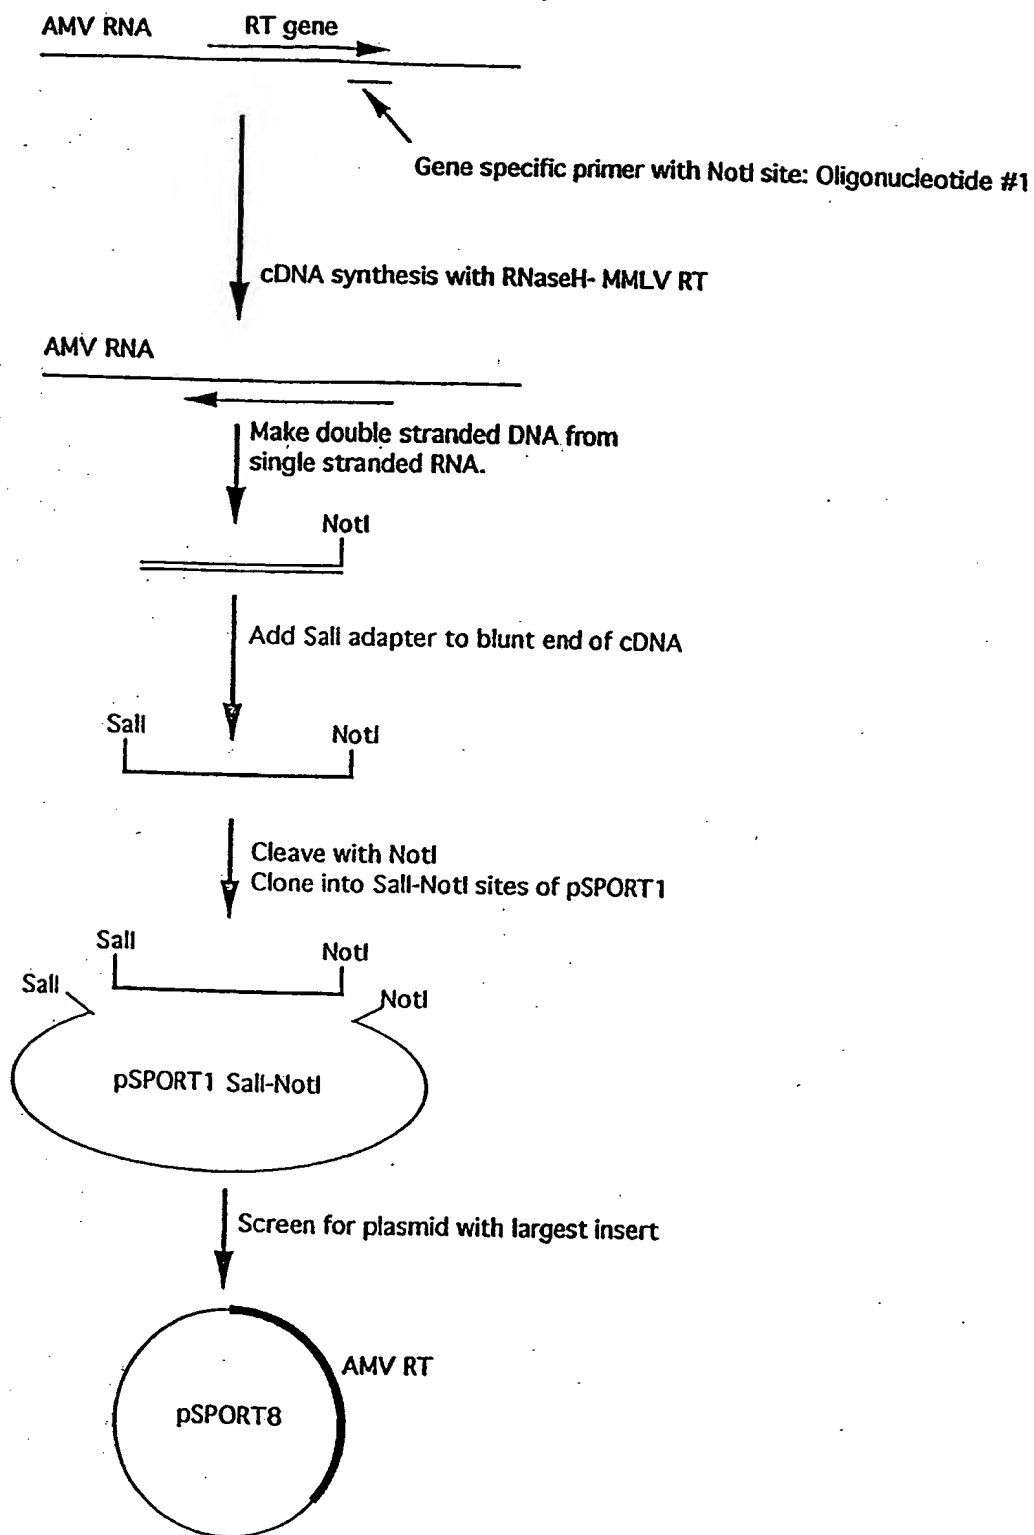 AMV RNA
RT gene
Gene specific primer with NotI site: Oligonucleotide #1
cDNA synthesis with RNaseH- MMLV RT
AMV RNA
Make double stranded DNA from
single stranded RNA.
NotI
Add SalI adapter to blunt end of cDNA
SalI
NotI
Cleave with NotI
Clone into SalI-NotI sites of pSPORT1
SalI
NotI
SalI
NotI
pSPORT1 SalI-NotI
Screen for plasmid with largest insert
AMV RT
pSPORT8